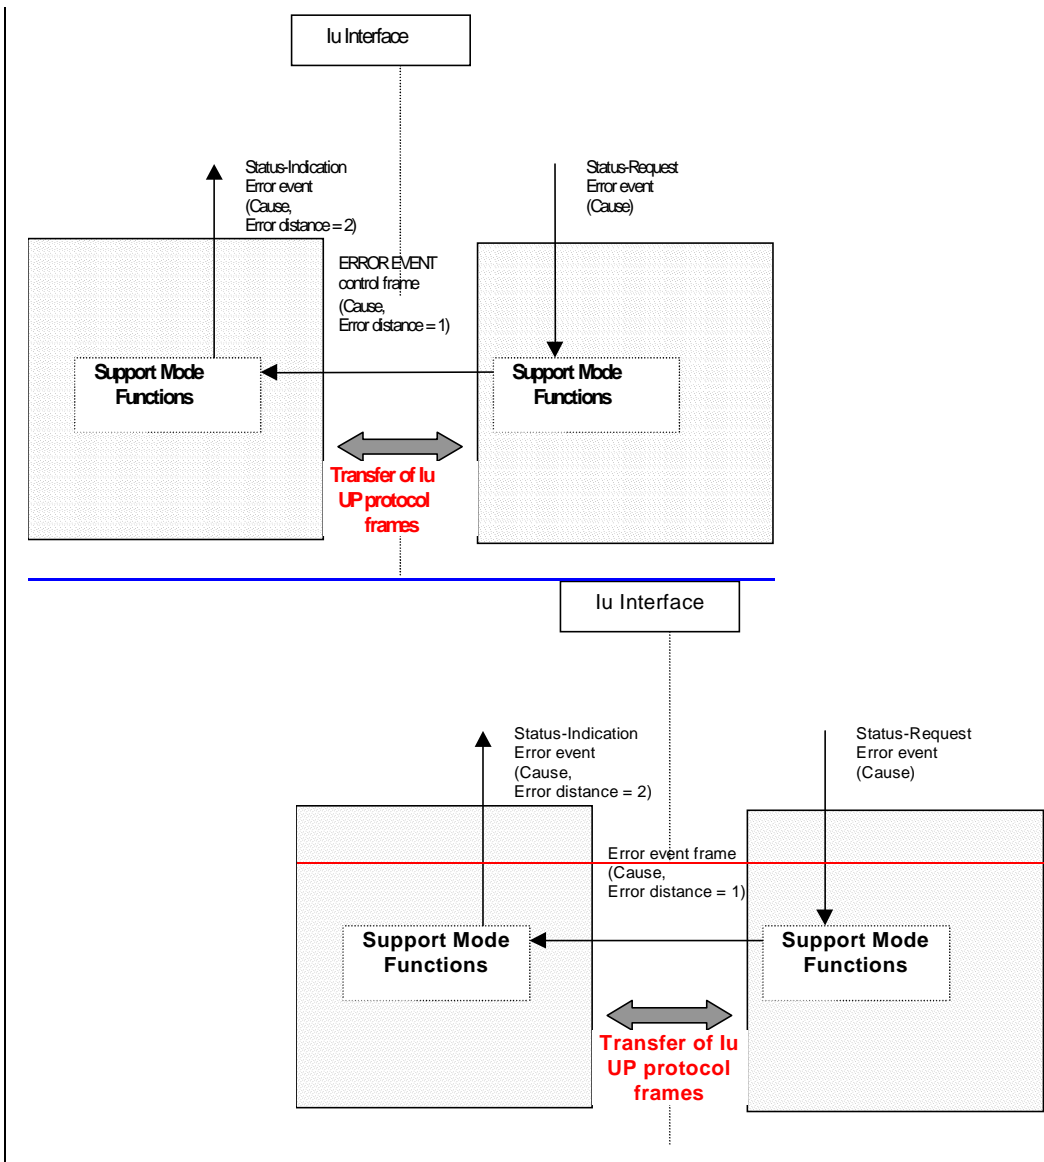 Iu Interface
Status-Indication
Error event
(Cause,
Error distance = 2)
Status-Request
Error event
(Cause)
ERROR EVENT
control frame
(Cause,
Error distance = 1)
Support Mode
Functions
Support Mode
Functions
Transfer of Iu
UP protocol
frames
Iu Interface
Status-Indication
Error event
(Cause,
Error distance = 2)
Status-Request
Error event
(Cause)
Error event frame
(Cause,
Error distance = 1)
Support Mode
Functions
Support Mode
Functions
Transfer of Iu
UP protocol
frames